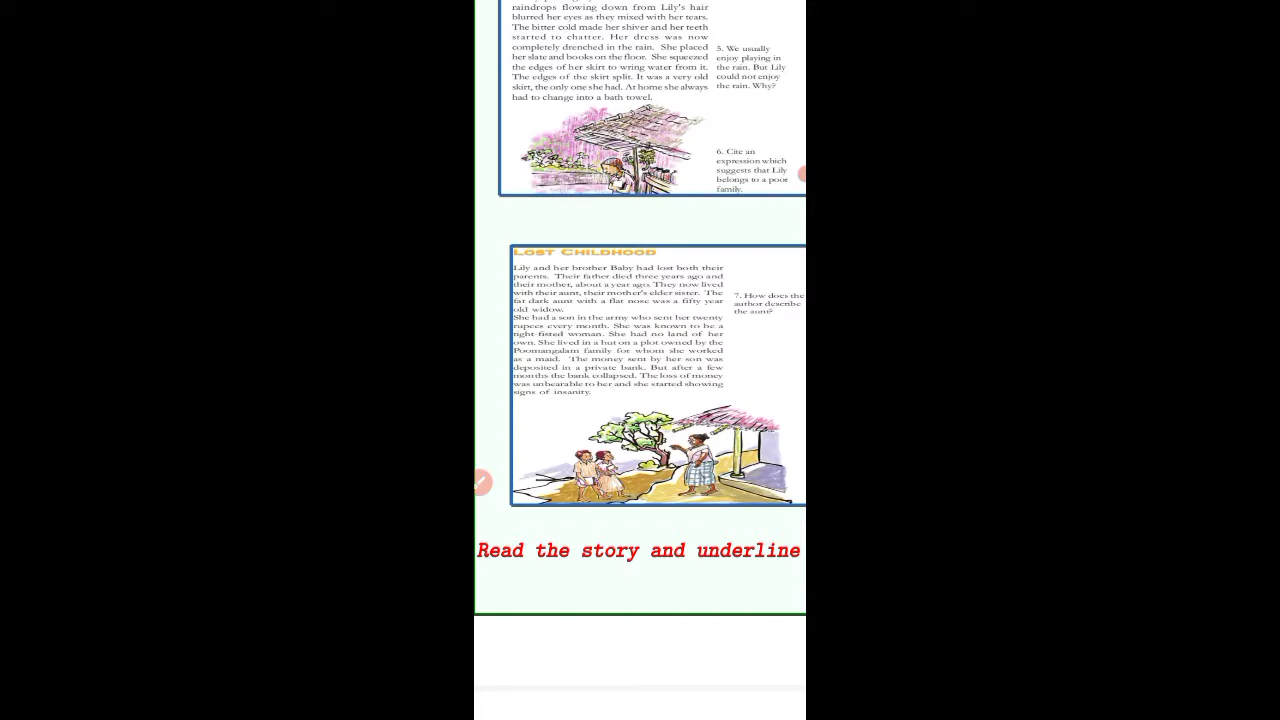 raindrops flowing down from Lily's hair
blurred her eyes as they mixed with her tears.
The bitter cold made her shiver and her teeth
started to chatter. Her dress was now
completely drenched in the rain. She placed
her slate and books on the floor. She squeezed
the edges of her skirt to wring water from it.
The edges of the skirt split. It was a very old
skirt, the only one she had. At home she always
had to change into a bath towel.
5. We usually
enjoy playing in
the rain. But Lily
could not enjoy
the rain. Why?
6. Cite an
expression which
suggests that Lily
belongs to a poor
family.
LOST CHILDHOOD
Lily and her brother Baby had lost both their
parents. Their father died three years ago and
their mother, about a year ago. They now lived
with their aunt, their mother's elder sister. The
fat dark aunt with a flat nose was a fifty year
old widow.
She had a son in the army who sent her twenty
rupees every month. She was known to be a
tight-fisted woman. She had no land of her
own. She lived in a hut on a plot owned by the
Poomangalam family for whom she worked
as a maid. The money sent by her son was
deposited in a private bank. But after a few
months the bank collapsed. The loss of money
was unbearable to her and she started showing
signs of insanity.
7. How does the
author describe
the aunt?
Read the story and underline